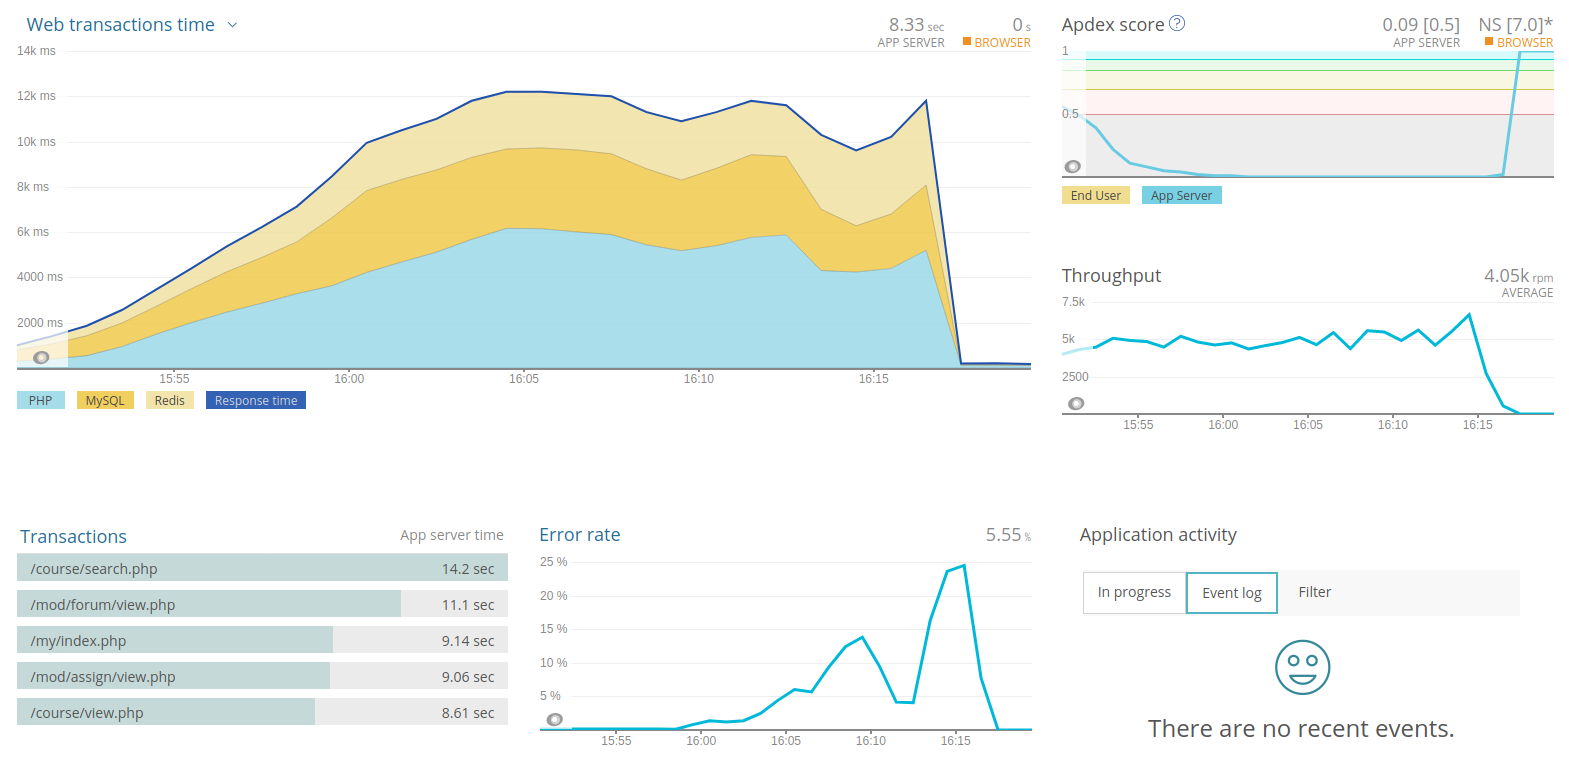 Web transactions time
8.33 sec
APP SERVER
0 s
BROWSER
14k ms
12k ms
10k ms
8k ms
6k ms
4000 ms
2000 ms
15:55 16:00 16:05 16:10 16:15
PHP MySQL Redis Response time
Apdex score ?
0.09 [0.5]
APP SERVER
NS [7.0]*
BROWSER
1
0.5
End User App Server
Throughput
4.05k rpm
AVERAGE
7.5k
5k
2500
15:55 16:00 16:05 16:10 16:15
Transactions App server time
/course/search.php 14.2 sec
/mod/forum/view.php 11.1 sec
/my/index.php 9.14 sec
/mod/assign/view.php 9.06 sec
/course/view.php 8.61 sec
Error rate 5.55 %
25 %
20 %
15 %
10 %
5 %
15:55 16:00 16:05 16:10 16:15
Application activity
In progress Event log Filter
There are no recent events.